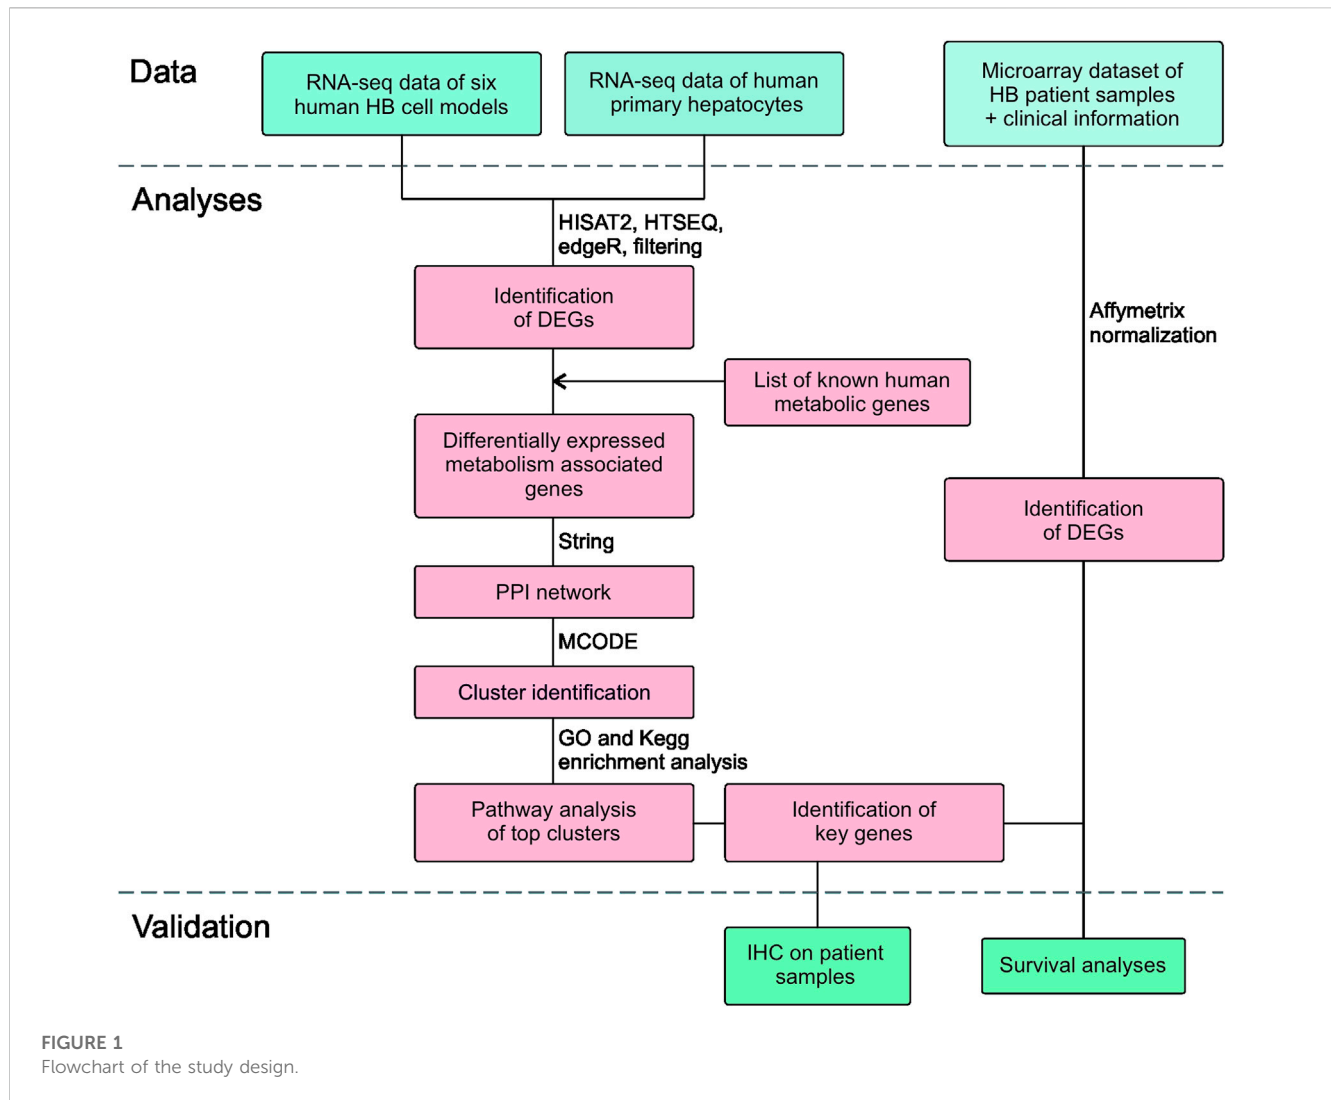 Data
RNA-seq data of six
human HB cell models
RNA-seq data of human
primary hepatocytes
Microarray dataset of
HB patient samples
+ clinical information
Analyses
HISAT2, HTSEQ,
edgeR, filtering
Identification
of DEGs
Affymetrix
normalization
List of known human
metabolic genes
Differentially expressed
metabolism associated
genes
Identification
of DEGs
String
PPI network
MCODE
Cluster identification
GO and Kegg
enrichment analysis
Pathway analysis
of top clusters
Identification of
key genes
Validation
IHC on patient
samples
Survival analyses
FIGURE 1
Flowchart of the study design.